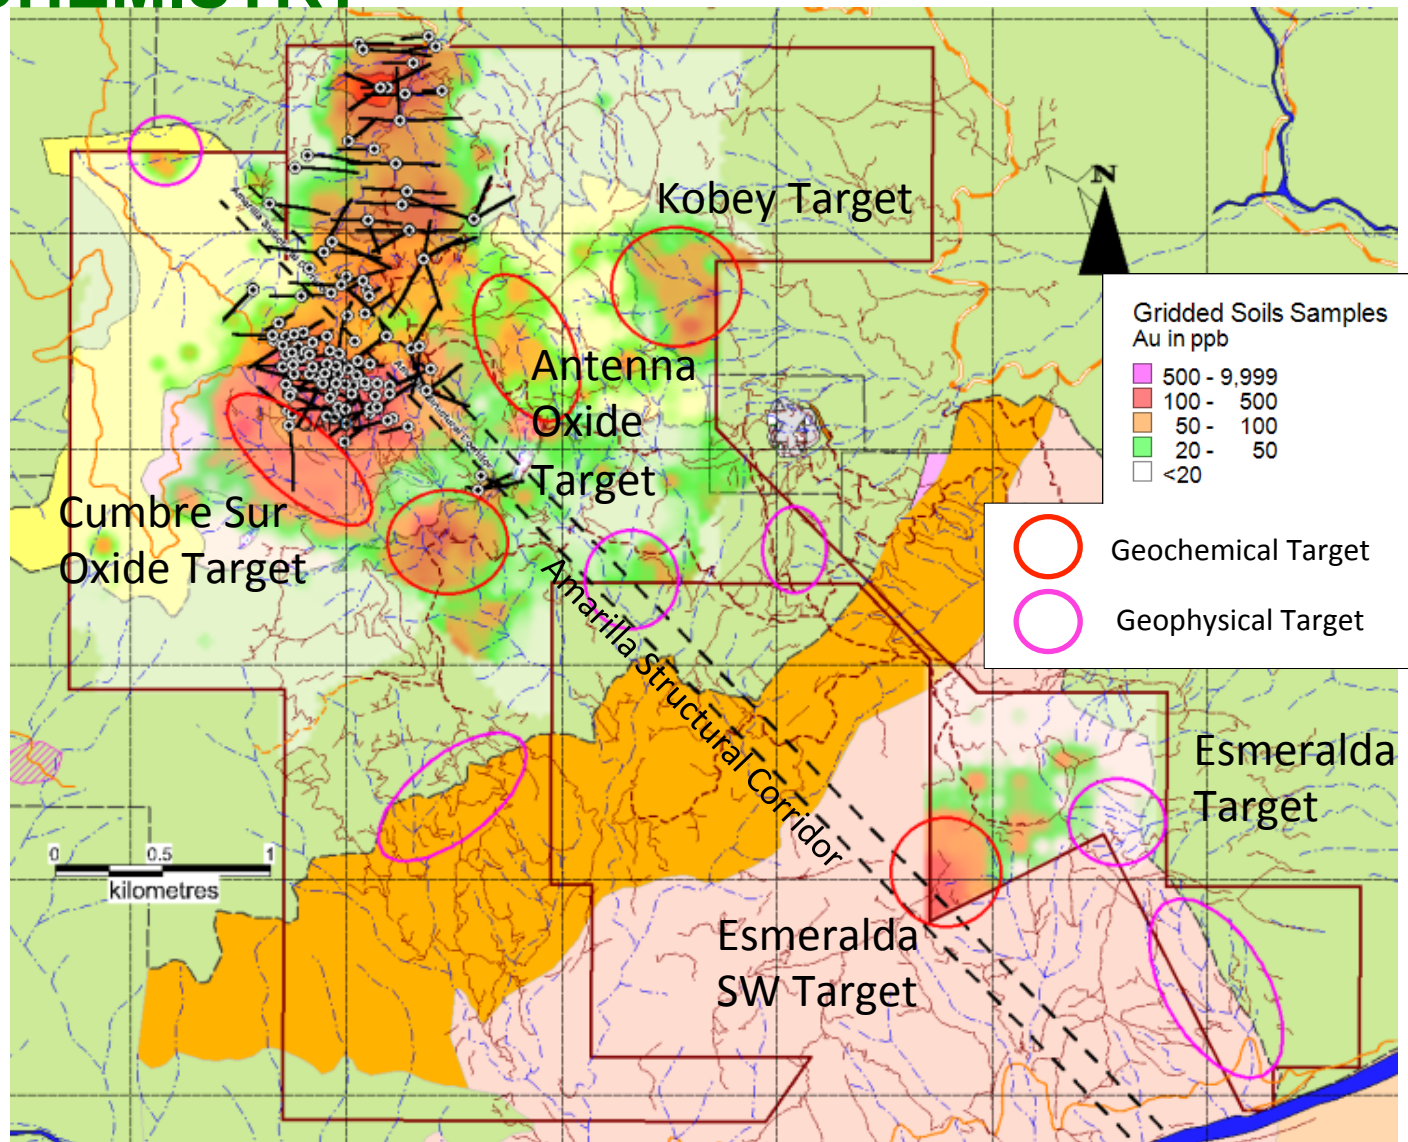 CHEMISTRY
Kobey Target
N
Gridded Soils Samples
Au in ppb
500 - 9,999
100 - 500
50 - 100
20 - 50
<20
Antenna
Oxide
Target
Cumbre Sur
Oxide Target
Geochemical Target
Geophysical Target
Amarilla Structural Corridor
Esmeralda
Target
0 0.5 1
kilometres
Esmeralda
SW Target